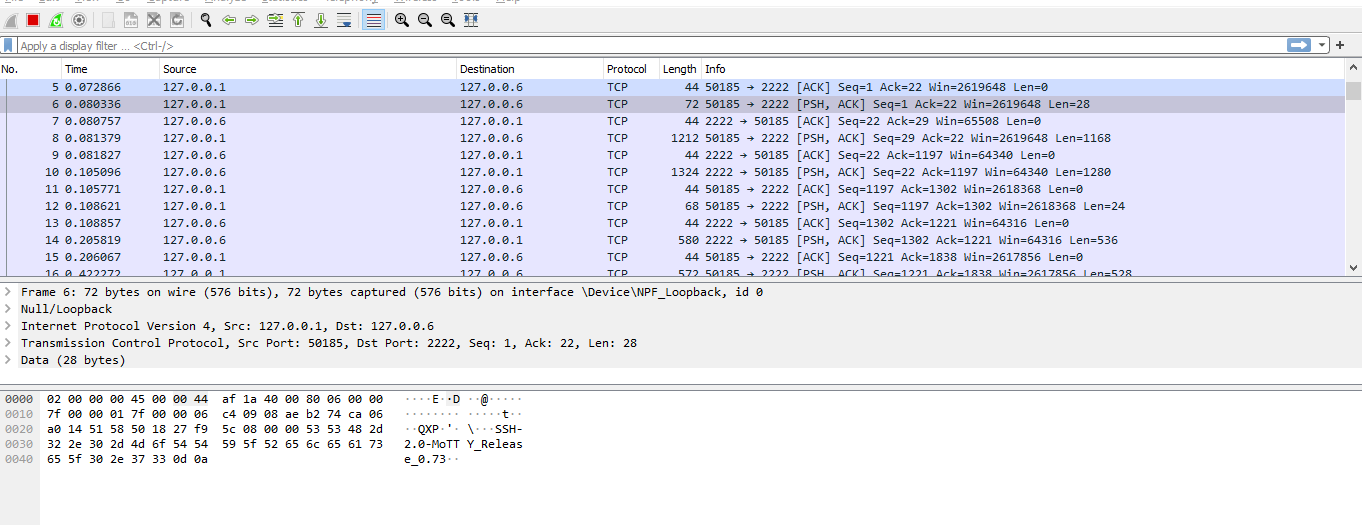 Apply a display filter ... <Ctrl-/>
No. Time Source Destination Protocol Length Info
5 0.072866 127.0.0.1 127.0.0.6 TCP 44 50185 → 2222 [ACK] Seq=1 Ack=22 Win=2619648 Len=0
6 0.080336 127.0.0.1 127.0.0.6 TCP 72 50185 → 2222 [PSH, ACK] Seq=1 Ack=22 Win=2619648 Len=28
7 0.080757 127.0.0.6 127.0.0.1 TCP 44 2222 → 50185 [ACK] Seq=22 Ack=29 Win=65508 Len=0
8 0.081379 127.0.0.1 127.0.0.6 TCP 1212 50185 → 2222 [PSH, ACK] Seq=29 Ack=22 Win=2619648 Len=1168
9 0.081827 127.0.0.6 127.0.0.1 TCP 44 2222 → 50185 [ACK] Seq=22 Ack=1197 Win=64340 Len=0
10 0.105096 127.0.0.6 127.0.0.1 TCP 1324 2222 → 50185 [PSH, ACK] Seq=22 Ack=1197 Win=64340 Len=1280
11 0.105771 127.0.0.1 127.0.0.6 TCP 44 50185 → 2222 [ACK] Seq=1197 Ack=1302 Win=2618368 Len=0
12 0.108621 127.0.0.1 127.0.0.6 TCP 68 50185 → 2222 [PSH, ACK] Seq=1197 Ack=1302 Win=2618368 Len=24
13 0.108857 127.0.0.6 127.0.0.1 TCP 44 2222 → 50185 [ACK] Seq=1302 Ack=1221 Win=64316 Len=0
14 0.205819 127.0.0.6 127.0.0.1 TCP 580 2222 → 50185 [PSH, ACK] Seq=1302 Ack=1221 Win=64316 Len=536
15 0.206067 127.0.0.1 127.0.0.6 TCP 44 50185 → 2222 [ACK] Seq=1221 Ack=1838 Win=2617856 Len=0
16 0.422272 127.0.0.1 127.0.0.6 TCP 572 50185 → 2222 [PSH, ACK] Seq=1221 Ack=1838 Win=2617856 Len=528
Frame 6: 72 bytes on wire (576 bits), 72 bytes captured (576 bits) on interface \Device\NPF_Loopback, id 0
Null/Loopback
Internet Protocol Version 4, Src: 127.0.0.1, Dst: 127.0.0.6
Transmission Control Protocol, Src Port: 50185, Dst Port: 2222, Seq: 1, Ack: 22, Len: 28
Data (28 bytes)
0000 02 00 00 00 45 00 00 44 af 1a 40 00 80 06 00 00 ····E··D ··@·····
0010 7f 00 00 01 7f 00 00 06 c4 09 08 ae b2 74 ca 06 ········ ·····t··
0020 a0 14 51 58 50 18 27 f9 5c 08 00 00 53 53 48 2d ··QXP·'· \···SSH-
0030 32 2e 30 2d 4d 6f 54 54 59 5f 52 65 6c 65 61 73 2.0-MoTT Y_Releas
0040 65 5f 30 2e 37 33 0d 0a e_0.73··